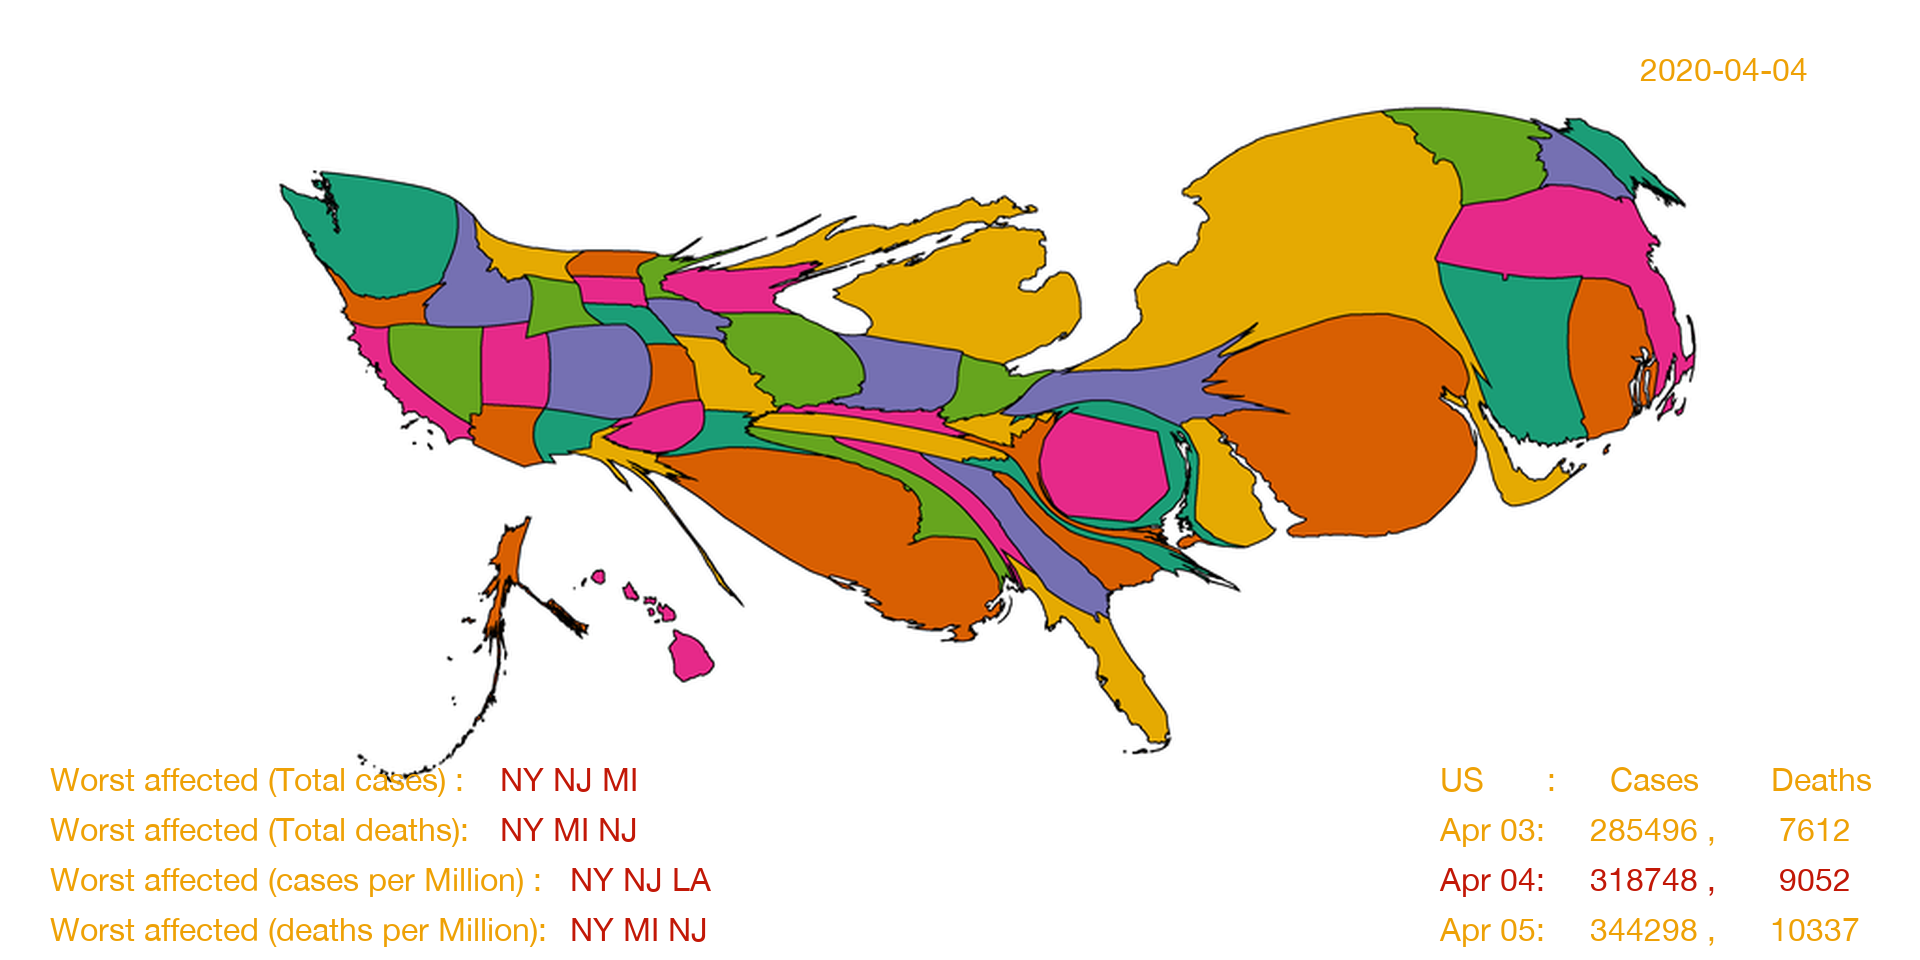 2020-04-04
Worst affected (Total cases) : NY NJ MI
Worst affected (Total deaths): NY MI NJ
Worst affected (cases per Million) : NY NJ LA
Worst affected (deaths per Million): NY MI NJ
US : Cases Deaths
Apr 03: 285496 , 7612
Apr 04: 318748 , 9052
Apr 05: 344298 , 10337